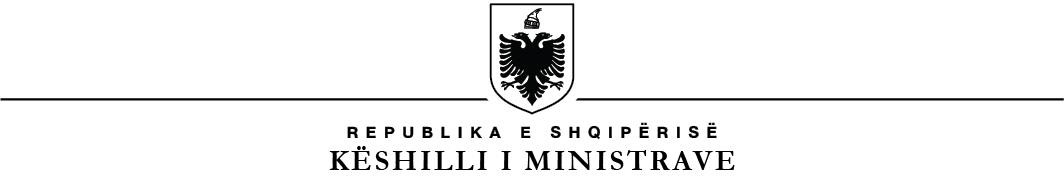 REPUBLIKA E SHQIPËRISË
KËSHILLI I MINISTRAVE